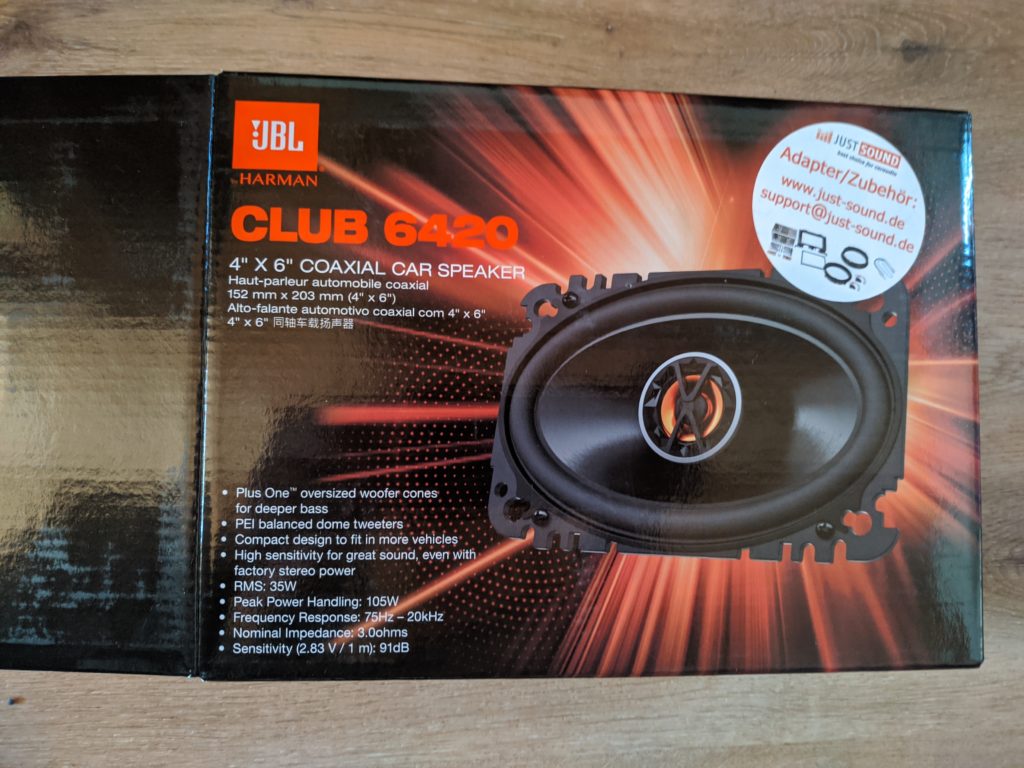 JBL
HARMAN
CLUB 6420
4" X 6" COAXIAL CAR SPEAKER
Haut-parleur automobile coaxial
152 mm x 203 mm (4" x 6")
Alto-falante automotivo coaxial com 4" x 6"
4" x 6" 同轴车载扬声器
JUST SOUND
best choice for caraudio
Adapter/Zubehör:
www.just-sound.de
support@just-sound.de
• Plus One™ oversized woofer cones
for deeper bass
• PEI balanced dome tweeters
• Compact design to fit in more vehicles
• High sensitivity for great sound, even with
factory stereo power
• RMS: 35W
• Peak Power Handling: 105W
• Frequency Response: 75Hz – 20kHz
• Nominal Impedance: 3.0ohms
• Sensitivity (2.83 V / 1 m): 91dB